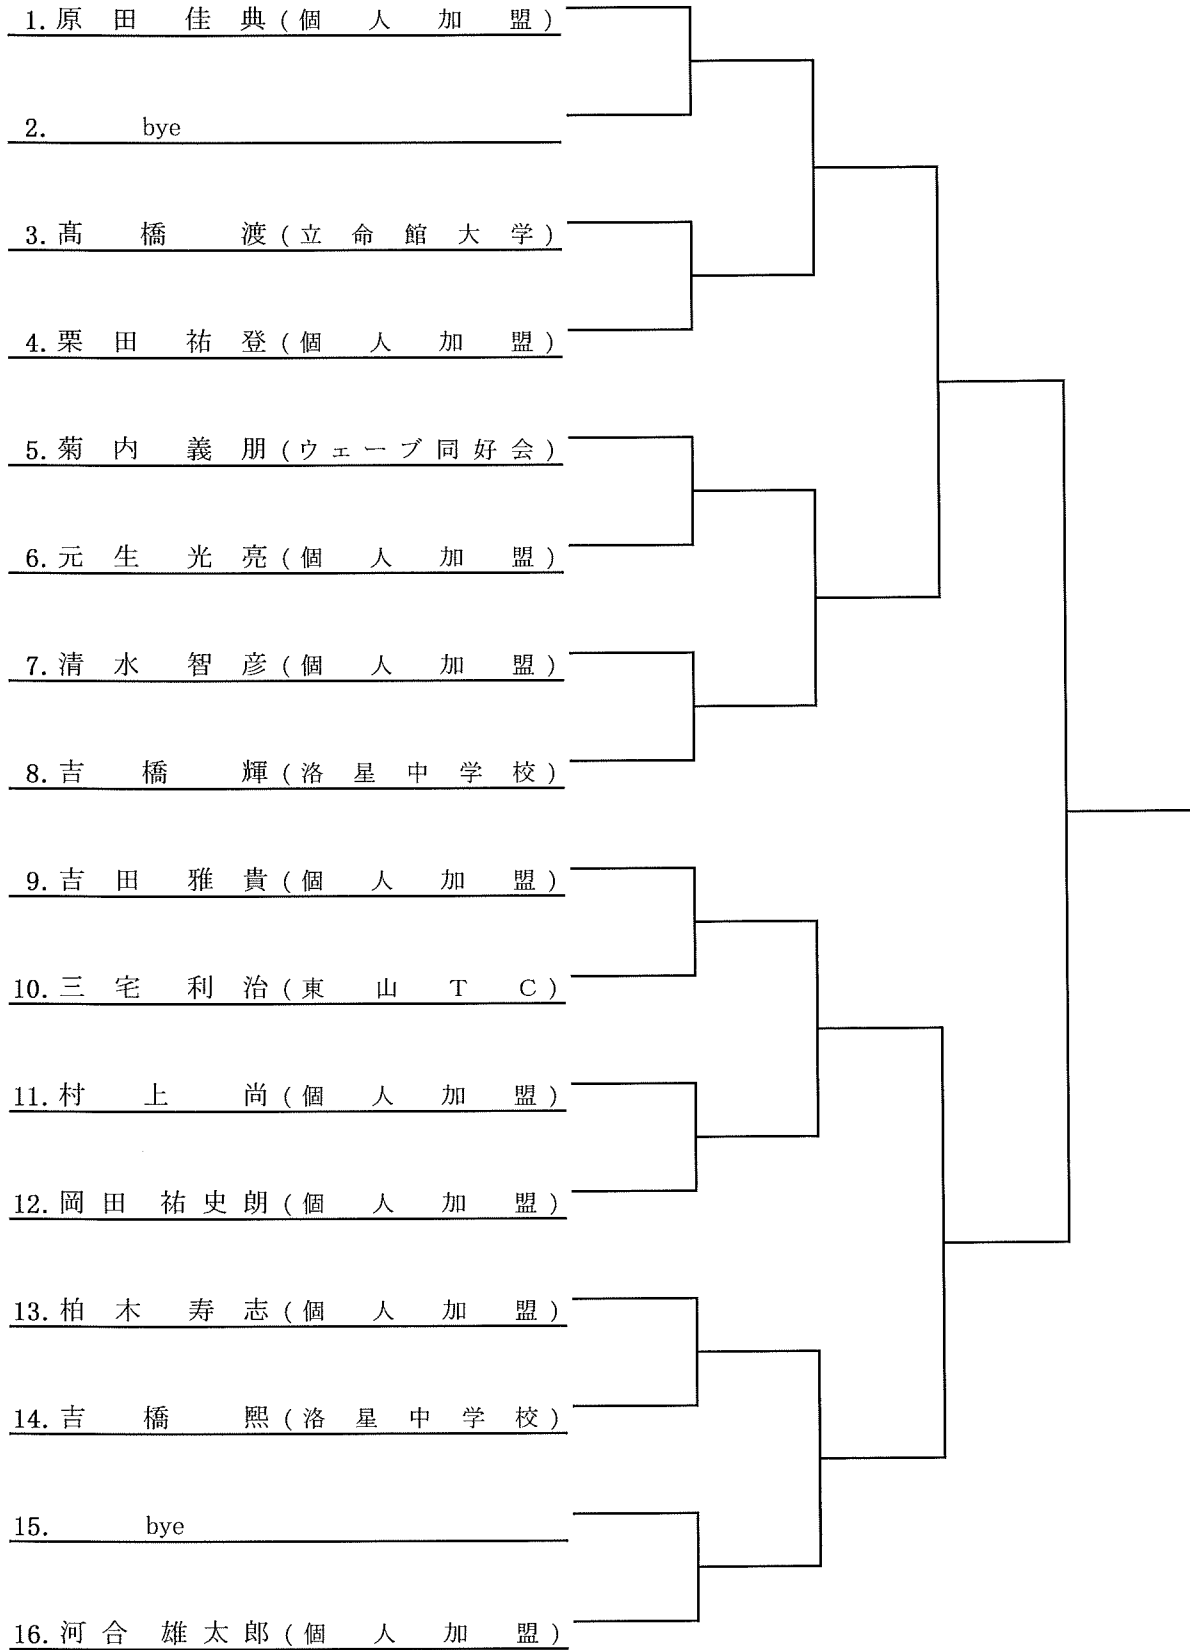 1. 原田 佳典 (個人加盟)
2. bye
3. 髙橋 渡 (立命館大学)
4. 栗田 祐登 (個人加盟)
5. 菊内 義朋 (ウェーブ同好会)
6. 元生 光亮 (個人加盟)
7. 清水 智彦 (個人加盟)
8. 吉橋 輝 (洛星中学校)
9. 吉田 雅貴 (個人加盟)
10. 三宅 利治 (東山TC)
11. 村上 尚 (個人加盟)
12. 岡田 祐史朗 (個人加盟)
13. 柏木 寿志 (個人加盟)
14. 吉橋 熙 (洛星中学校)
15. bye
16. 河合 雄太郎 (個人加盟)